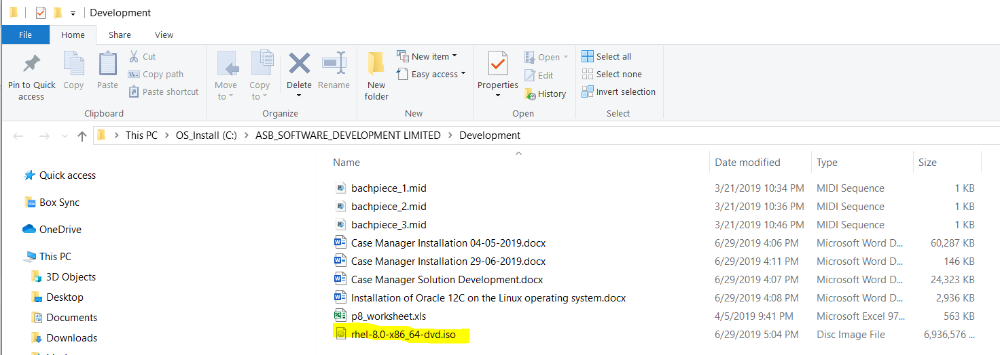 Development
File Home Share View
Pin to Quick access
Copy
Paste
Cut
Copy path
Paste shortcut
Clipboard
Move to
Copy to
Delete
Rename
Organize
New folder
New item
Easy access
New
Properties
Open
Edit
History
Open
Select all
Select none
Invert selection
Select
This PC > OS_Install (C:) > ASB_SOFTWARE_DEVELOPMENT LIMITED > Development
Quick access
Box Sync
OneDrive
This PC
3D Objects
Desktop
Documents
Downloads
Name Date modified Type Size
bachpiece_1.mid 3/21/2019 10:34 PM MIDI Sequence 1 KB
bachpiece_2.mid 3/21/2019 10:36 PM MIDI Sequence 1 KB
bachpiece_3.mid 3/21/2019 10:46 PM MIDI Sequence 1 KB
Case Manager Installation 04-05-2019.docx 6/29/2019 4:06 PM Microsoft Word D... 60,287 KB
Case Manager Installation 29-06-2019.docx 6/29/2019 4:11 PM Microsoft Word D... 146 KB
Case Manager Solution Development.docx 6/29/2019 4:07 PM Microsoft Word D... 24,323 KB
Installation of Oracle 12C on the Linux operating system.docx 6/29/2019 4:08 PM Microsoft Word D... 2,936 KB
p8_worksheet.xls 4/5/2019 9:41 PM Microsoft Excel 97... 563 KB
rhel-8.0-x86_64-dvd.iso 6/29/2019 5:04 PM Disc Image File 6,936,576 ...